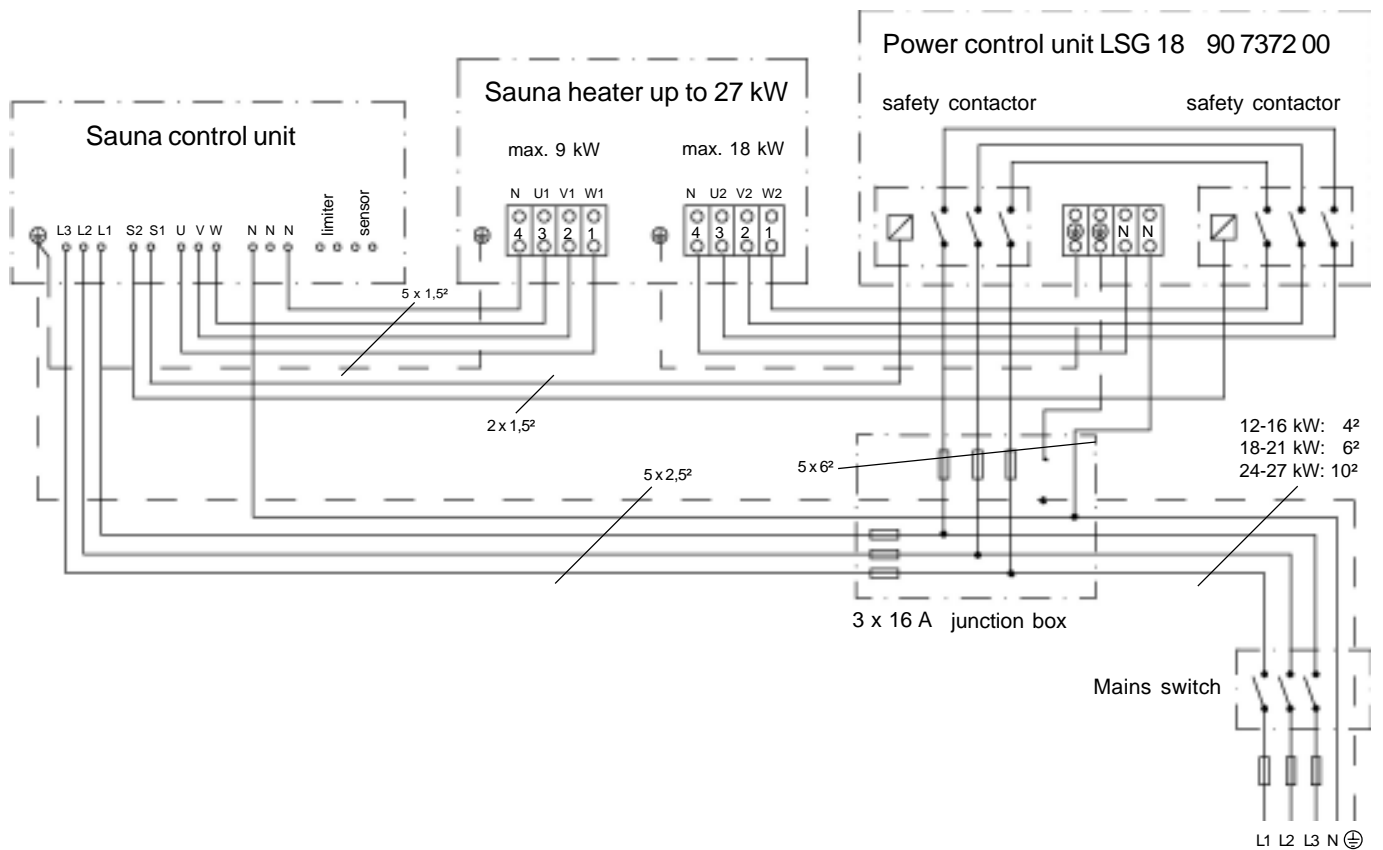 Power control unit LSG 18 90 7372 00
safety contactor safety contactor
Sauna heater up to 27 kW
max. 9 kW max. 18 kW
Sauna control unit
limiter
sensor
N U1 V1 W1
4 3 2 1
N U2 V2 W2
4 3 2 1
N N
L3 L2 L1 S2 S1 U V W N N N
5 x 1,5²
2 x 1,5²
5 x 2,5²
5 x 6²
12-16 kW: 4²
18-21 kW: 6²
24-27 kW: 10²
3 x 16 A junction box
Mains switch
L1 L2 L3 N